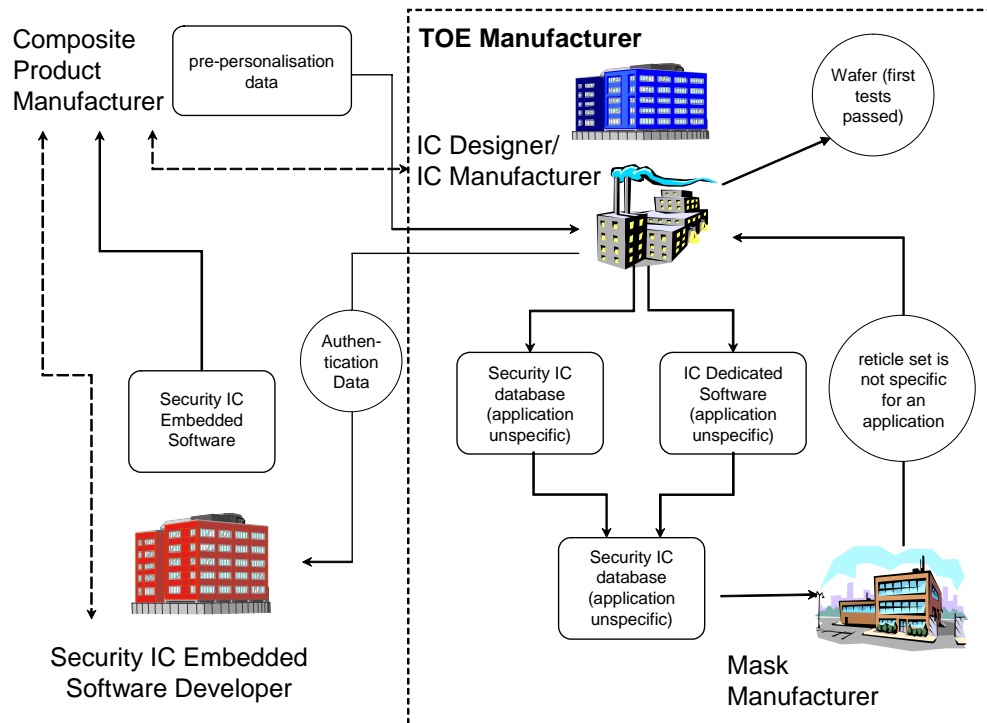 Composite
Product
Manufacturer
pre-personalisation
data
TOE Manufacturer
Wafer (first
tests
passed)
IC Designer/
IC Manufacturer
Authen-
tication
Data
Security IC
Embedded
Software
Security IC
database
(application
unspecific)
IC Dedicated
Software
(application
unspecific)
reticle set is
not specific
for an
application
Security IC
database
(application
unspecific)
Security IC Embedded
Software Developer
Mask
Manufacturer